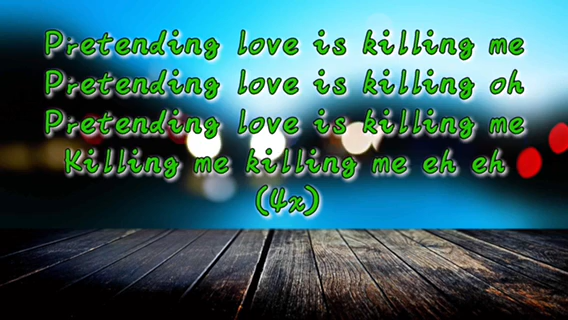 Pretending love is killing me
Pretending love is killing oh
Pretending love is killing me
Killing me killing me eh eh
(4x)